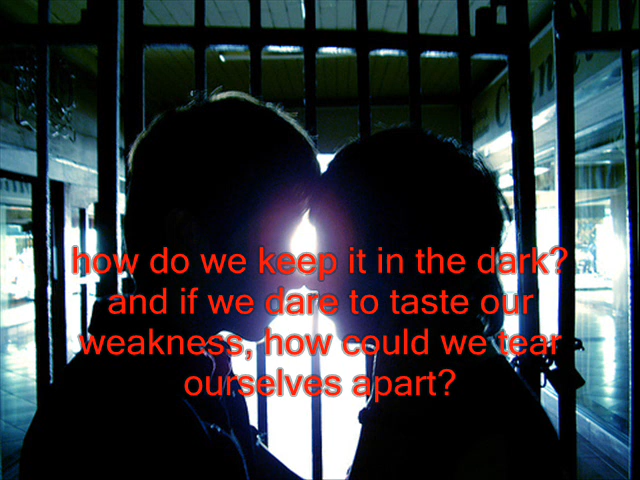 how do we keep it in the dark?
and if we dare to taste our
weakness, how could we tear
ourselves apart?